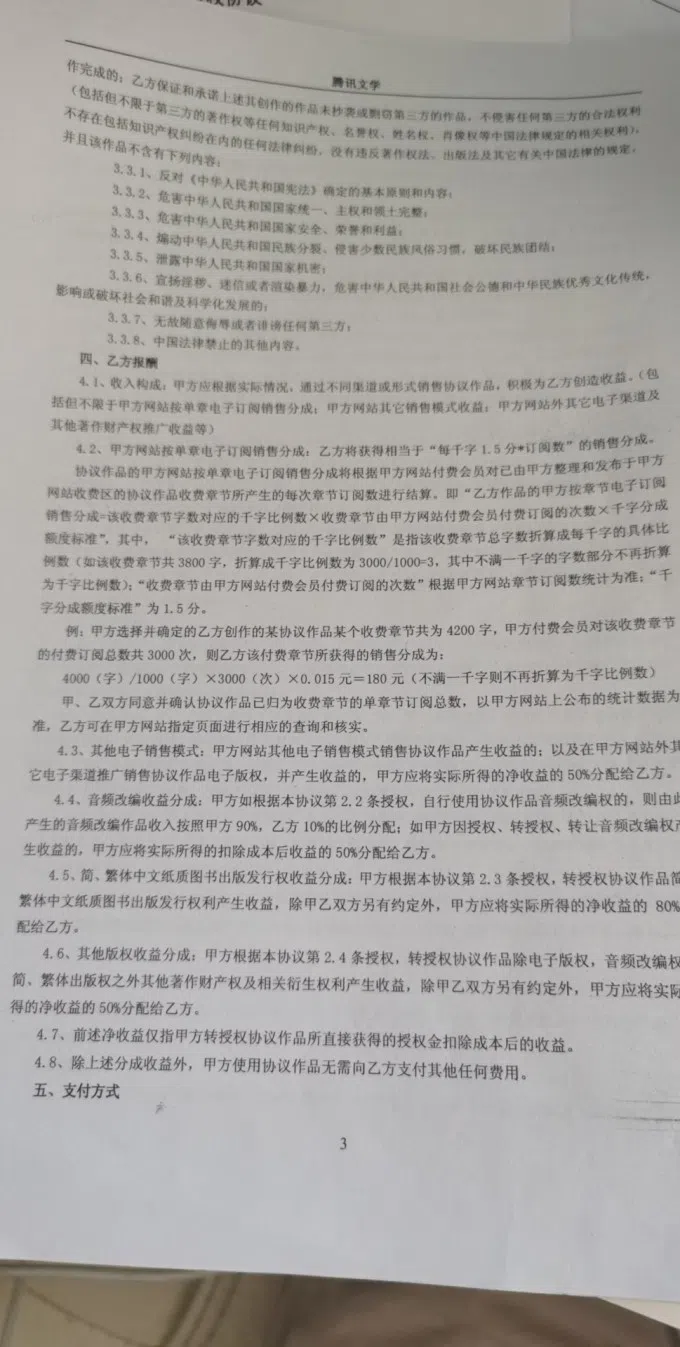 腾讯文学
作完成的；乙方保证和承诺上述其创作的作品未抄袭或剽窃第三方的作品，不侵害任何第三方的合法权利
（包括但不限于第三方的著作权等任何知识产权、名誉权、姓名权、肖像权等中国法律规定的相关权利），
不存在包括知识产权纠纷在内的任何法律纠纷，没有违反著作权法、出版法及其它有关中国法律的规定，
并且该作品不含有下列内容：
3.3.1、反对《中华人民共和国宪法》确定的基本原则和内容；
3.3.2、危害中华人民共和国国家统一、主权和领土完整；
3.3.3、危害中华人民共和国国家安全、荣誉和利益；
3.3.4、煽动中华人民共和国民族分裂、侵害少数民族风俗习惯，破坏民族团结；
3.3.5、泄露中华人民共和国国家机密；
3.3.6、宣扬淫秽、迷信或者渲染暴力，危害中华人民共和国社会公德和中华民族优秀文化传统，
影响或破坏社会和谐及科学化发展的；
3.3.7、无故随意侮辱或者诽谤任何第三方；
3.3.8、中国法律禁止的其他内容。
四、乙方报酬
4.1、收入构成：甲方应根据实际情况，通过不同渠道或形式销售协议作品，积极为乙方创造收益。（包
括但不限于甲方网站按单章电子订阅销售分成；甲方网站其它销售模式收益；甲方网站外其它电子渠道及
其他著作财产权推广收益等）
4.2、甲方网站按单章电子订阅销售分成：乙方将获得相当于“每千字 1.5 分*订阅数”的销售分成。
协议作品的甲方网站按单章电子订阅销售分成将根据甲方网站付费会员对已由甲方整理和发布于甲方
网站收费区的协议作品收费章节所产生的每次章节订阅数进行结算。即“乙方作品的甲方按章节电子订阅
销售分成=该收费章节字数对应的千字比例数×收费章节由甲方网站付费会员付费订阅的次数×千字分成
额度标准”，其中， “该收费章节字数对应的千字比例数”是指该收费章节总字数折算成每千字的具体比
例数（如该收费章节共 3800 字，折算成千字比例数为 3000/1000=3，其中不满一千字的字数部分不再折算
为千字比例数）；“收费章节由甲方网站付费会员付费订阅的次数”根据甲方网站章节订阅数统计为准；“千
字分成额度标准”为 1.5 分。
例：甲方选择并确定的乙方创作的某协议作品某个收费章节共为 4200 字，甲方付费会员对该收费章节
的付费订阅总数共 3000 次，则乙方该付费章节所获得的销售分成为：
4000（字）/1000（字）×3000（次）×0.015 元＝180 元（不满一千字则不再折算为千字比例数）
甲、乙双方同意并确认协议作品已归为收费章节的单章节订阅总数，以甲方网站上公布的统计数据为
准，乙方可在甲方网站指定页面进行相应的查询和核实。
4.3、其他电子销售模式：甲方网站其他电子销售模式销售协议作品产生收益的；以及在甲方网站外其
它电子渠道推广销售协议作品电子版权，并产生收益的，甲方应将实际所得的净收益的 50%分配给乙方。
4.4、音频改编收益分成：甲方如根据本协议第 2.2 条授权，自行使用协议作品音频改编权的，则由此
产生的音频改编作品收入按照甲方 90%，乙方 10%的比例分配；如甲方因授权、转授权、转让音频改编权产
生收益的，甲方应将实际所得的扣除成本后收益的 50%分配给乙方。
4.5、简、繁体中文纸质图书出版发行权收益分成：甲方根据本协议第 2.3 条授权，转授权协议作品简
繁体中文纸质图书出版发行权利产生收益，除甲乙双方另有约定外，甲方应将实际所得的净收益的 80%
配给乙方。
4.6、其他版权收益分成：甲方根据本协议第 2.4 条授权，转授权协议作品除电子版权，音频改编权
简、繁体出版权之外其他著作财产权及相关衍生权利产生收益，除甲乙双方另有约定外，甲方应将实际
得的净收益的 50%分配给乙方。
4.7、前述净收益仅指甲方转授权协议作品所直接获得的授权金扣除成本后的收益。
4.8、除上述分成收益外，甲方使用协议作品无需向乙方支付其他任何费用。
五、支付方式
3